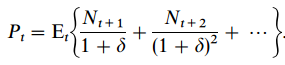 P_t = E_t{ N_{t+1} / (1 + δ) + N_{t+2} / (1 + δ)² + ⋯ }.